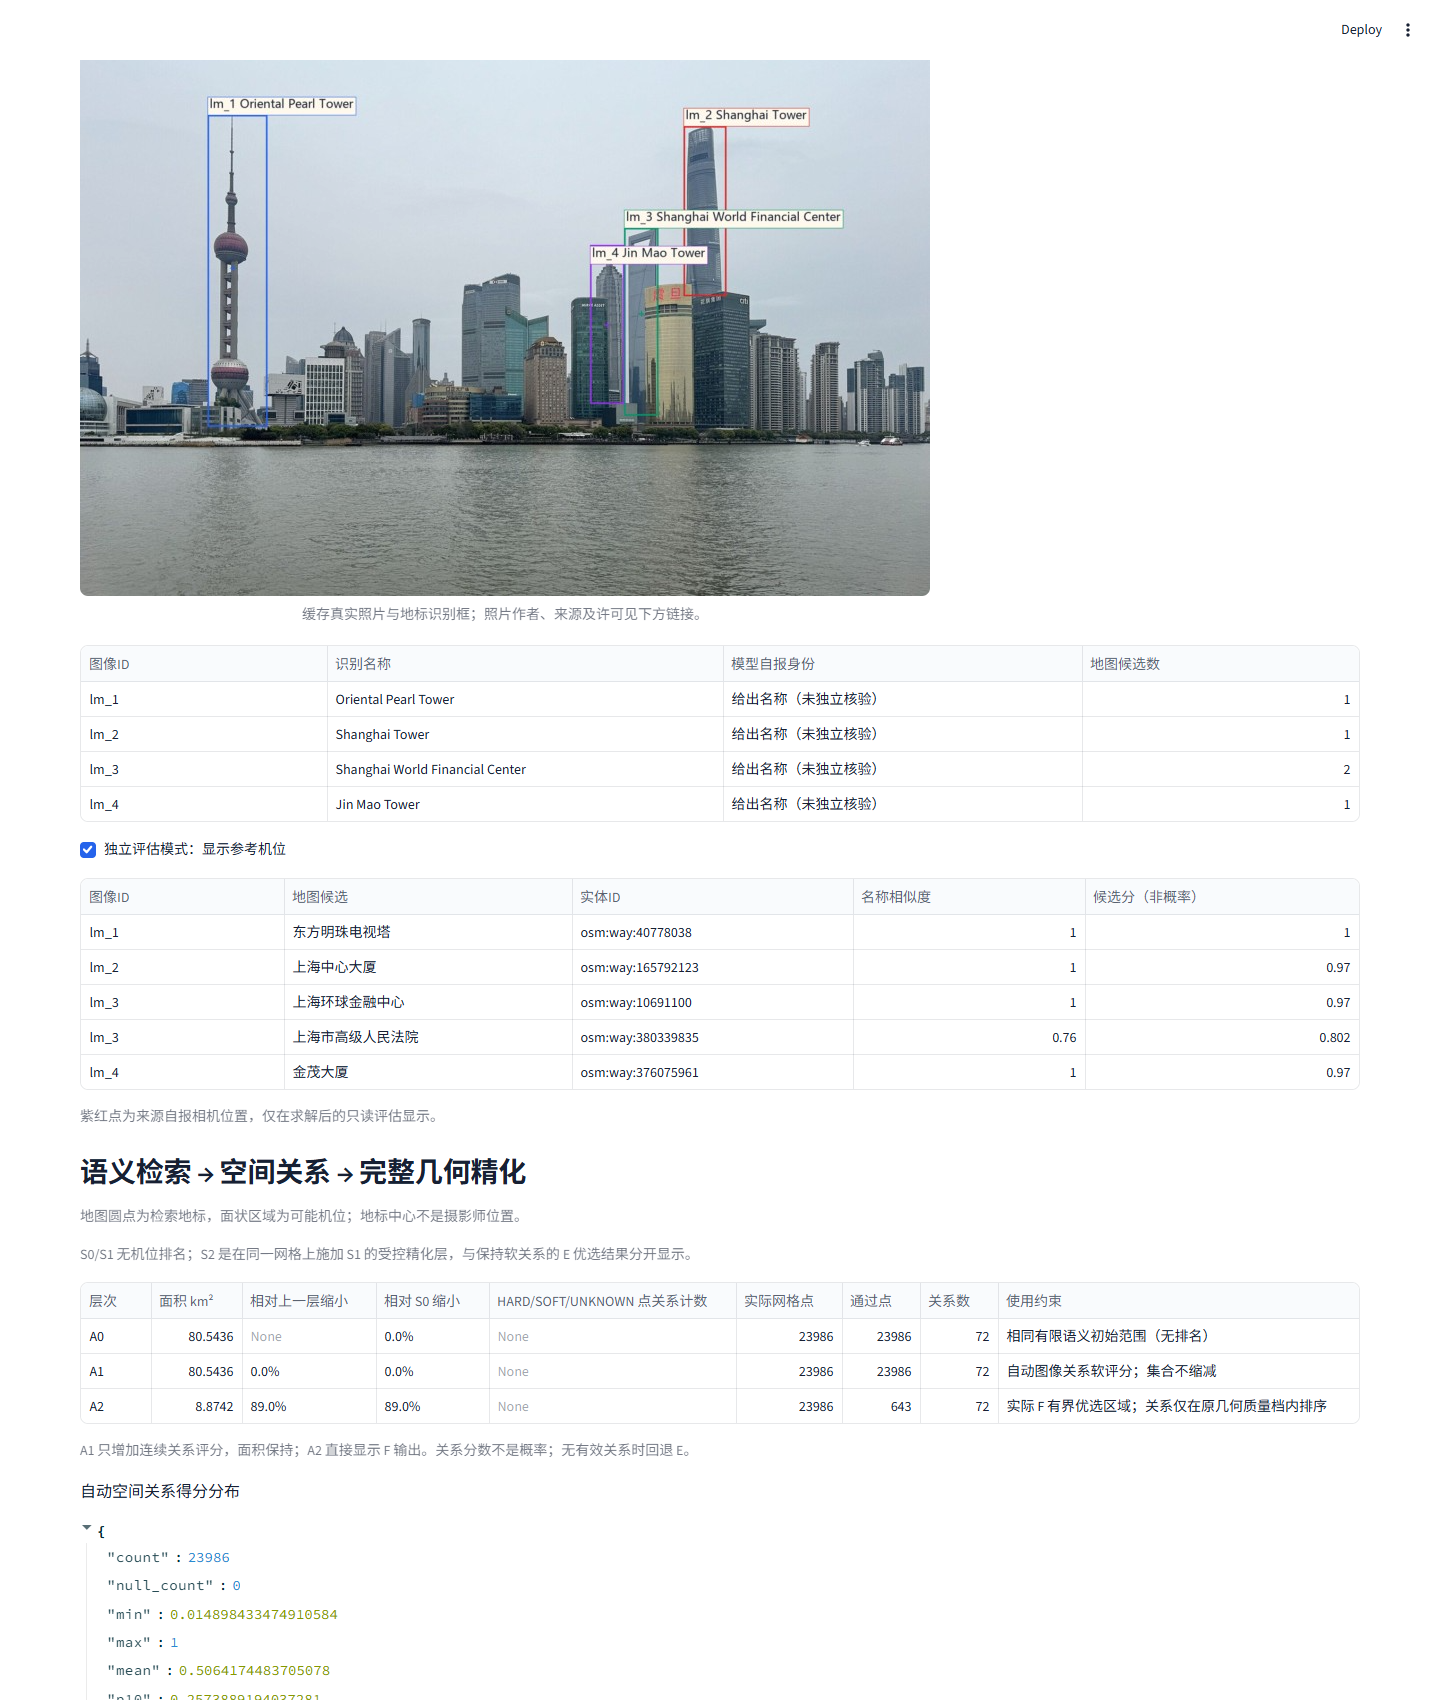 Deploy
lm_1 Oriental Pearl Tower
lm_2 Shanghai Tower
lm_3 Shanghai World Financial Center
lm_4 Jin Mao Tower
震旦
citi
缓存真实照片与地标识别框；照片作者、来源及许可见下方链接。
图像ID 识别名称 模型自报身份 地图候选数
lm_1 Oriental Pearl Tower 给出名称（未独立核验） 1
lm_2 Shanghai Tower 给出名称（未独立核验） 1
lm_3 Shanghai World Financial Center 给出名称（未独立核验） 2
lm_4 Jin Mao Tower 给出名称（未独立核验） 1
独立评估模式：显示参考机位
图像ID 地图候选 实体ID 名称相似度 候选分（非概率）
lm_1 东方明珠电视塔 osm:way:40778038 1 1
lm_2 上海中心大厦 osm:way:165792123 1 0.97
lm_3 上海环球金融中心 osm:way:10691100 1 0.97
lm_3 上海市高级人民法院 osm:way:380339835 0.76 0.802
lm_4 金茂大厦 osm:way:376075961 1 0.97
紫红点为来源自报相机位置，仅在求解后的只读评估显示。
语义检索 → 空间关系 → 完整几何精化
地图圆点为检索地标，面状区域为可能机位；地标中心不是摄影师位置。
S0/S1 无机位排名；S2 是在同一网格上施加 S1 的受控精化层，与保持软关系的 E 优选结果分开显示。
层次 面积 km² 相对上一层缩小 相对 S0 缩小 HARD/SOFT/UNKNOWN 点关系计数 实际网格点 通过点 关系数 使用约束
A0 80.5436 None 0.0% None 23986 23986 72 相同有限语义初始范围（无排名）
A1 80.5436 0.0% 0.0% None 23986 23986 72 自动图像关系软评分；集合不缩减
A2 8.8742 89.0% 89.0% None 23986 643 72 实际 F 有界优选区域；关系仅在原几何质量档内排序
A1 只增加连续关系评分，面积保持；A2 直接显示 F 输出。关系分数不是概率；无有效关系时回退 E。
自动空间关系得分分布
{
"count" : 23986
"null_count" : 0
"min" : 0.014898433474910584
"max" : 1
"mean" : 0.5064174483705078
"p10" : 0.2573889194037281